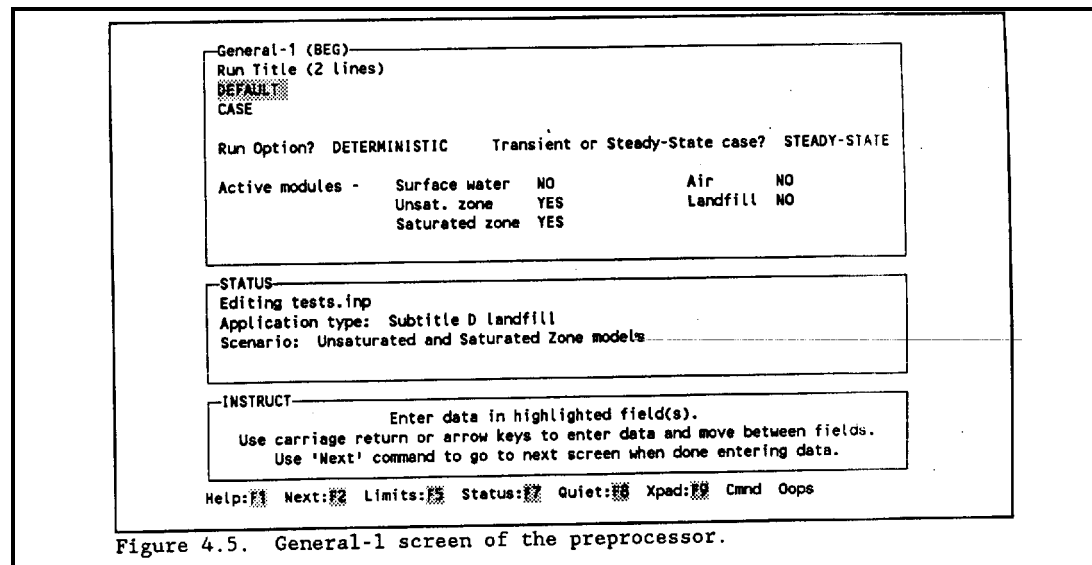 General-1 (BEG)
Run Title (2 lines)
DEFAULT
CASE
Run Option? DETERMINISTIC Transient or Steady-State case? STEADY-STATE
Active modules - Surface water NO Air NO
Unsat. zone YES Landfill NO
Saturated zone YES
STATUS
Editing tests.inp
Application type: Subtitle D landfill
Scenario: Unsaturated and Saturated Zone models
INSTRUCT
Enter data in highlighted field(s).
Use carriage return or arrow keys to enter data and move between fields.
Use 'Next' command to go to next screen when done entering data.
Help:F1 Next:F2 Limits:F5 Status:F7 Quiet:F8 Xpad:F9 Cmnd Oops
Figure 4.5. General-1 screen of the preprocessor.